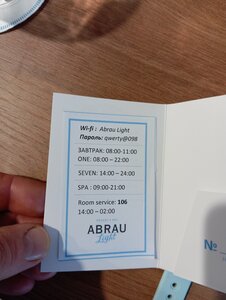 Wi-fi : Abrau Light
Пароль: qwerty@098
ЗАВТРАК: 08:00-11:00
ONE: 08:00 – 22:00
SEVEN: 14:00 – 24:00
SPA : 09:00-21:00
Room service: 106
14:00 – 02:00
ABRAU
Light
№